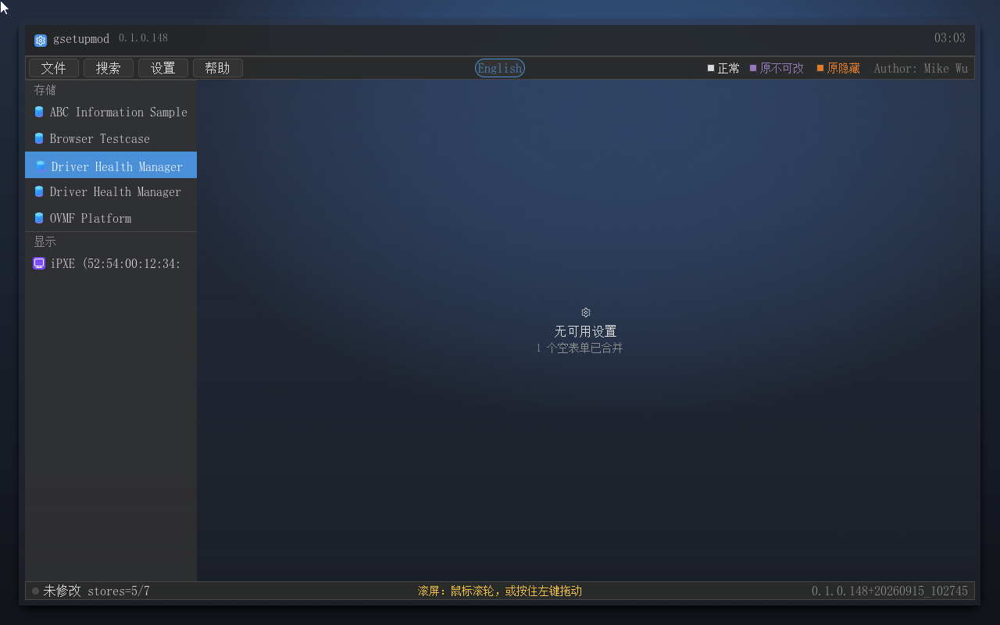 gsetupmod 0.1.0.148 03:03
文件 搜索 设置 帮助 English 正常 原不可改 原隐藏 Author: Mike Wu
存储
ABC Information Sample
Browser Testcase
Driver Health Manager
Driver Health Manager
OVMF Platform
显示
iPXE (52:54:00:12:34:
无可用设置
1 个空表单已合并
未修改 stores=5/7 滚屏：鼠标滚轮，或按住左键拖动 0.1.0.148+20260915_102745